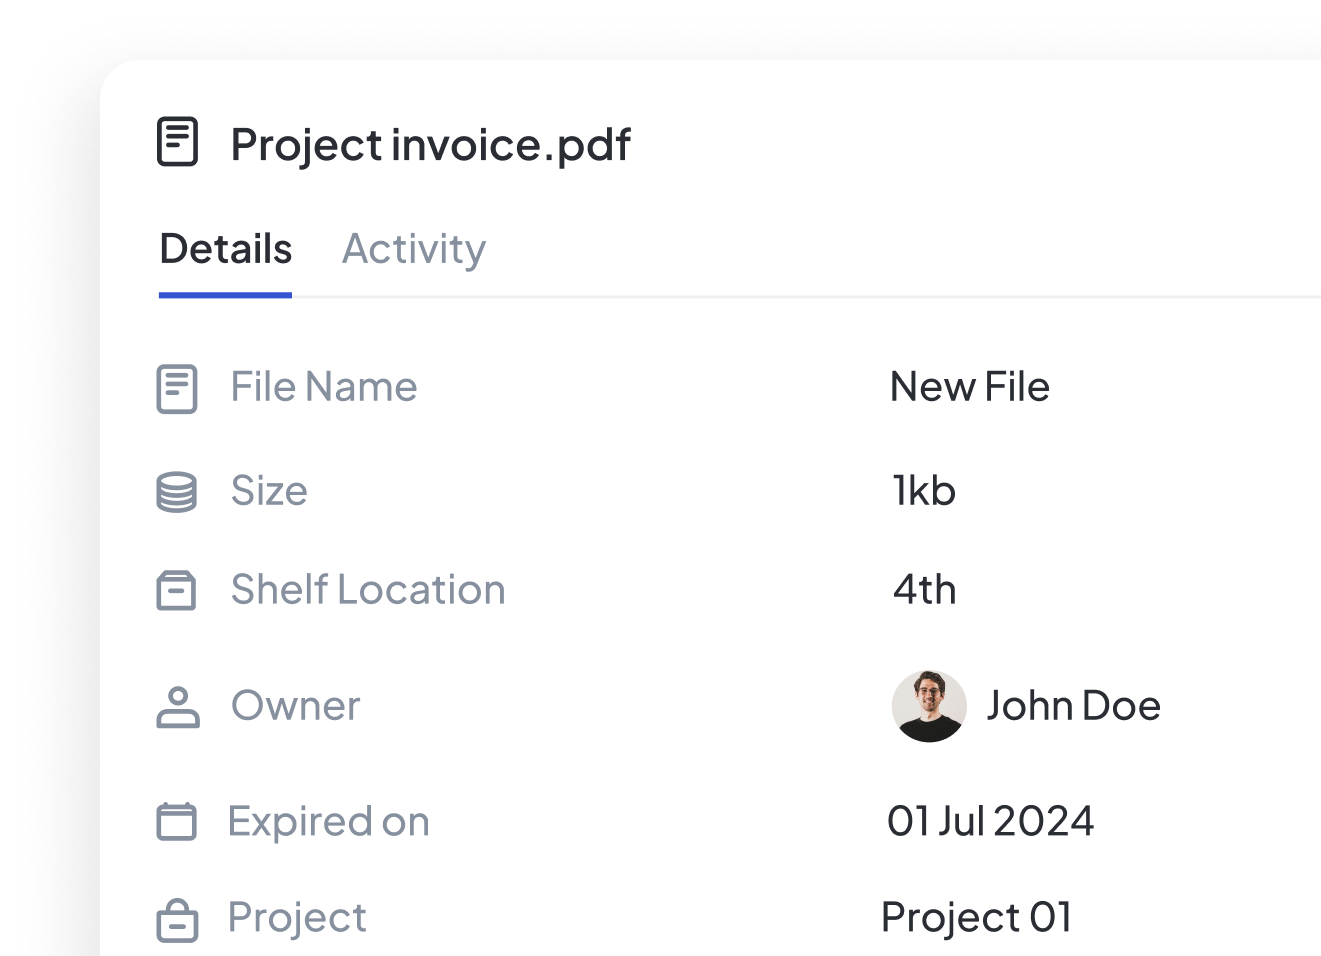 Project invoice.pdf
Details Activity
File Name New File
Size 1kb
Shelf Location 4th
Owner John Doe
Expired on 01 Jul 2024
Project Project 01